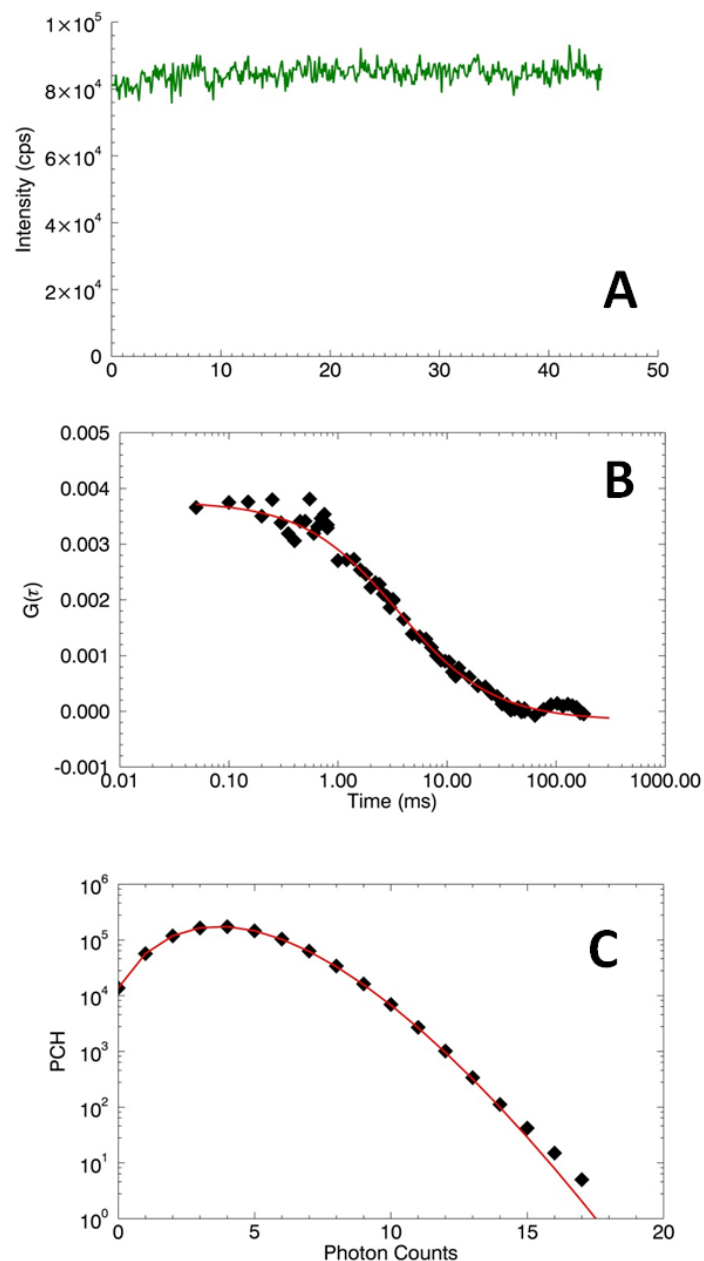 1×10⁵
8×10⁴
6×10⁴
4×10⁴
2×10⁴
0
Intensity (cps)
A
0 10 20 30 40 50
0.005
0.004
0.003
0.002
0.001
0.000
-0.001
G(τ)
B
0.01 0.10 1.00 10.00 100.00 1000.00
Time (ms)
10⁶
10⁵
10⁴
10³
10²
10¹
10⁰
PCH
C
0 5 10 15 20
Photon Counts